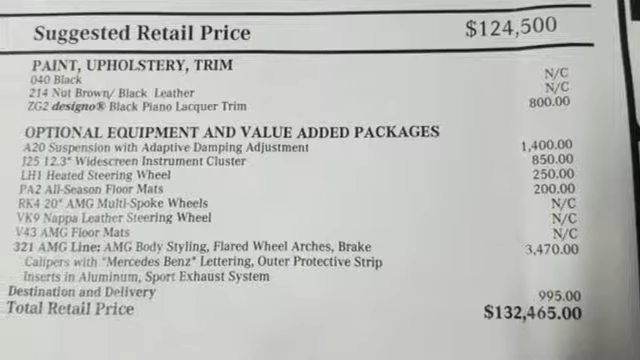 Suggested Retail Price $124,500
PAINT, UPHOLSTERY, TRIM
040 Black N/C
214 Nut Brown/ Black Leather N/C
ZG2 designo® Black Piano Lacquer Trim 800.00
OPTIONAL EQUIPMENT AND VALUE ADDED PACKAGES
A20 Suspension with Adaptive Damping Adjustment 1,400.00
J25 12.3" Widescreen Instrument Cluster 850.00
LH1 Heated Steering Wheel 250.00
PA2 All-Season Floor Mats 200.00
RK4 20" AMG Multi-Spoke Wheels N/C
VK9 Nappa Leather Steering Wheel N/C
V43 AMG Floor Mats N/C
321 AMG Line: AMG Body Styling, Flared Wheel Arches, Brake 3,470.00
Calipers with "Mercedes Benz" Lettering, Outer Protective Strip
Inserts in Aluminum, Sport Exhaust System
Destination and Delivery 995.00
Total Retail Price $132,465.00